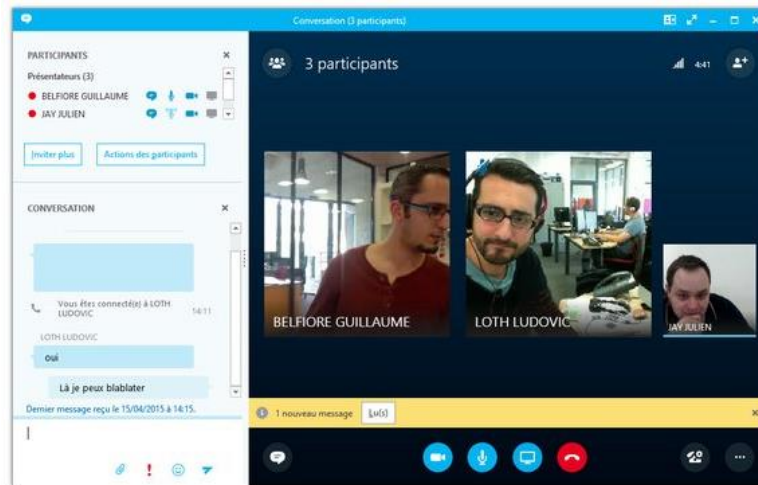 Conversation (3 participants)
PARTICIPANTS
Présentateurs (3)
BELFIORE GUILLAUME
JAY JULIEN
Inviter plus
Actions des participants
CONVERSATION
Vous êtes connecté(e) à LOTH
LUDOVIC
14:11
LOTH LUDOVIC
oui
Là je peux blablater
Dernier message reçu le 15/04/2015 à 14:15.
3 participants
4:41
BELFIORE GUILLAUME
LOTH LUDOVIC
JAY JULIEN
1 nouveau message
Lu(s)